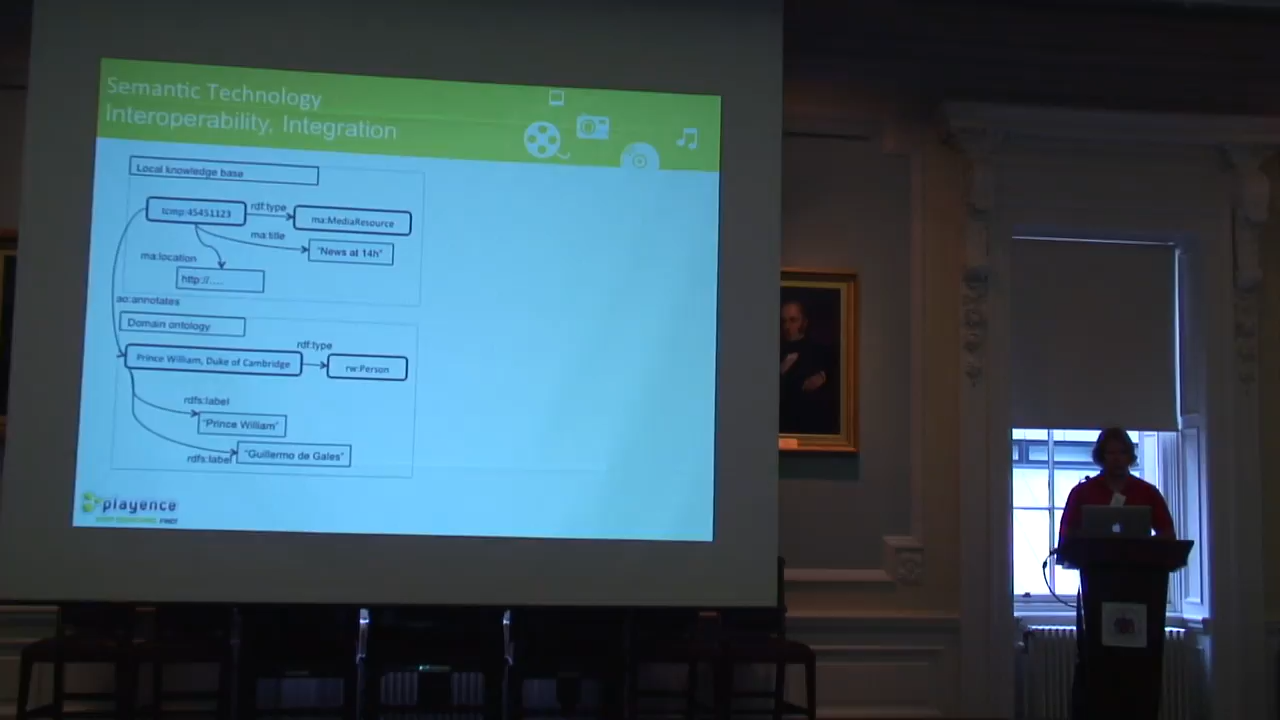 Semantic Technology
Interoperability, Integration
Local knowledge base
tcmp:45451123
rdf:type
ma:MediaResource
ma:title
"News at 14h"
ma:location
http://.....
ao:annotates
Domain ontology
Prince William, Duke of Cambridge
rdf:type
rw:Person
rdfs:label
"Prince William"
rdfs:label
"Guillermo de Gales"
playence